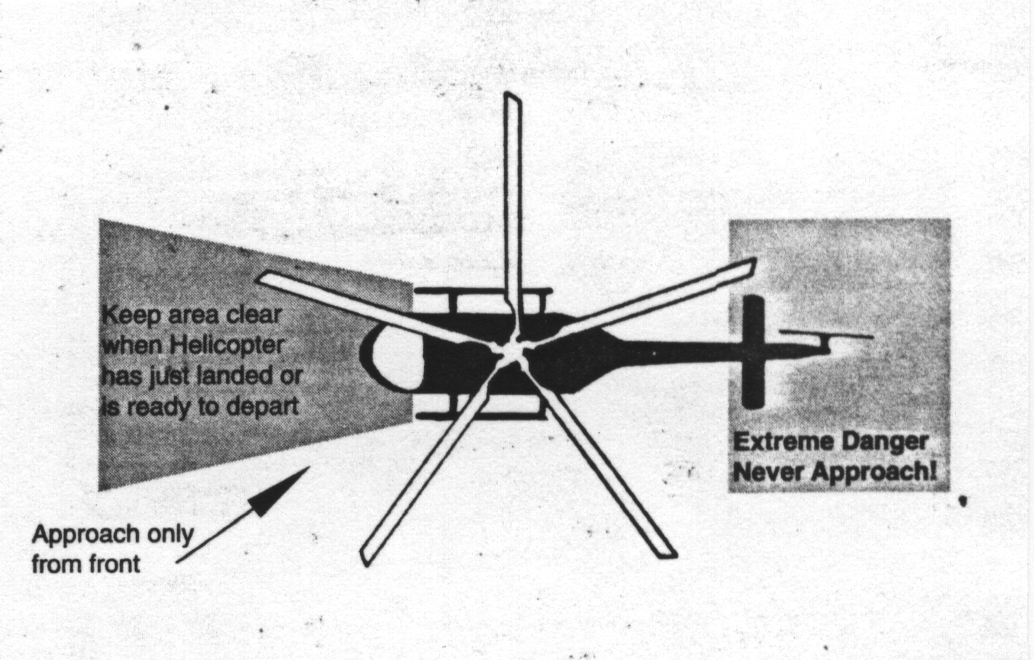 Keep area clear
when Helicopter
has just landed or
is ready to depart
Extreme Danger
Never Approach!
Approach only
from front